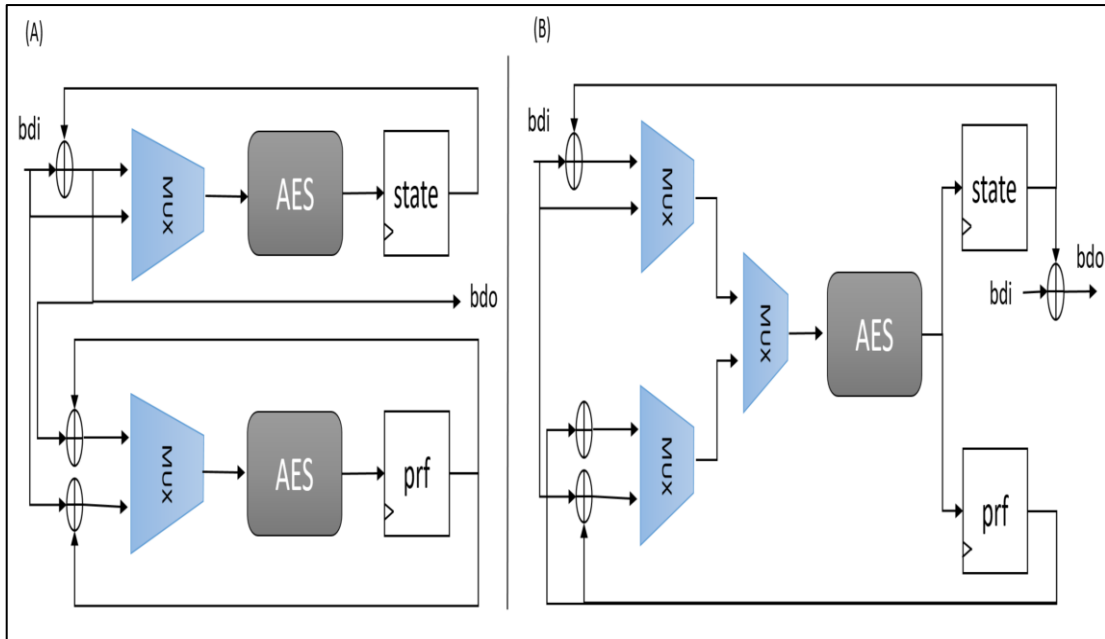 (A)
bdi
MUX
AES
state
bdo
MUX
AES
prf
(B)
bdi
MUX
state
bdo
bdi
MUX
AES
MUX
prf